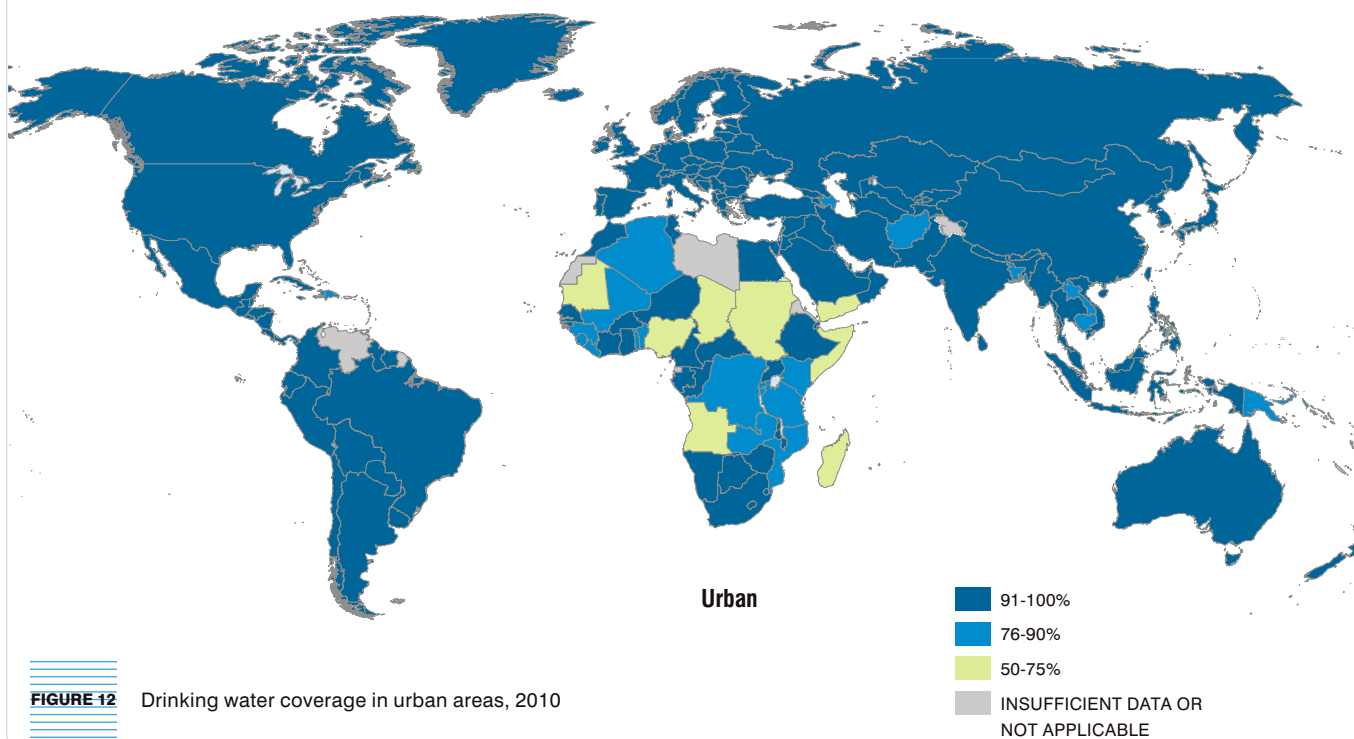 Urban
91-100%
76-90%
50-75%
INSUFFICIENT DATA OR
NOT APPLICABLE
FIGURE 12 Drinking water coverage in urban areas, 2010